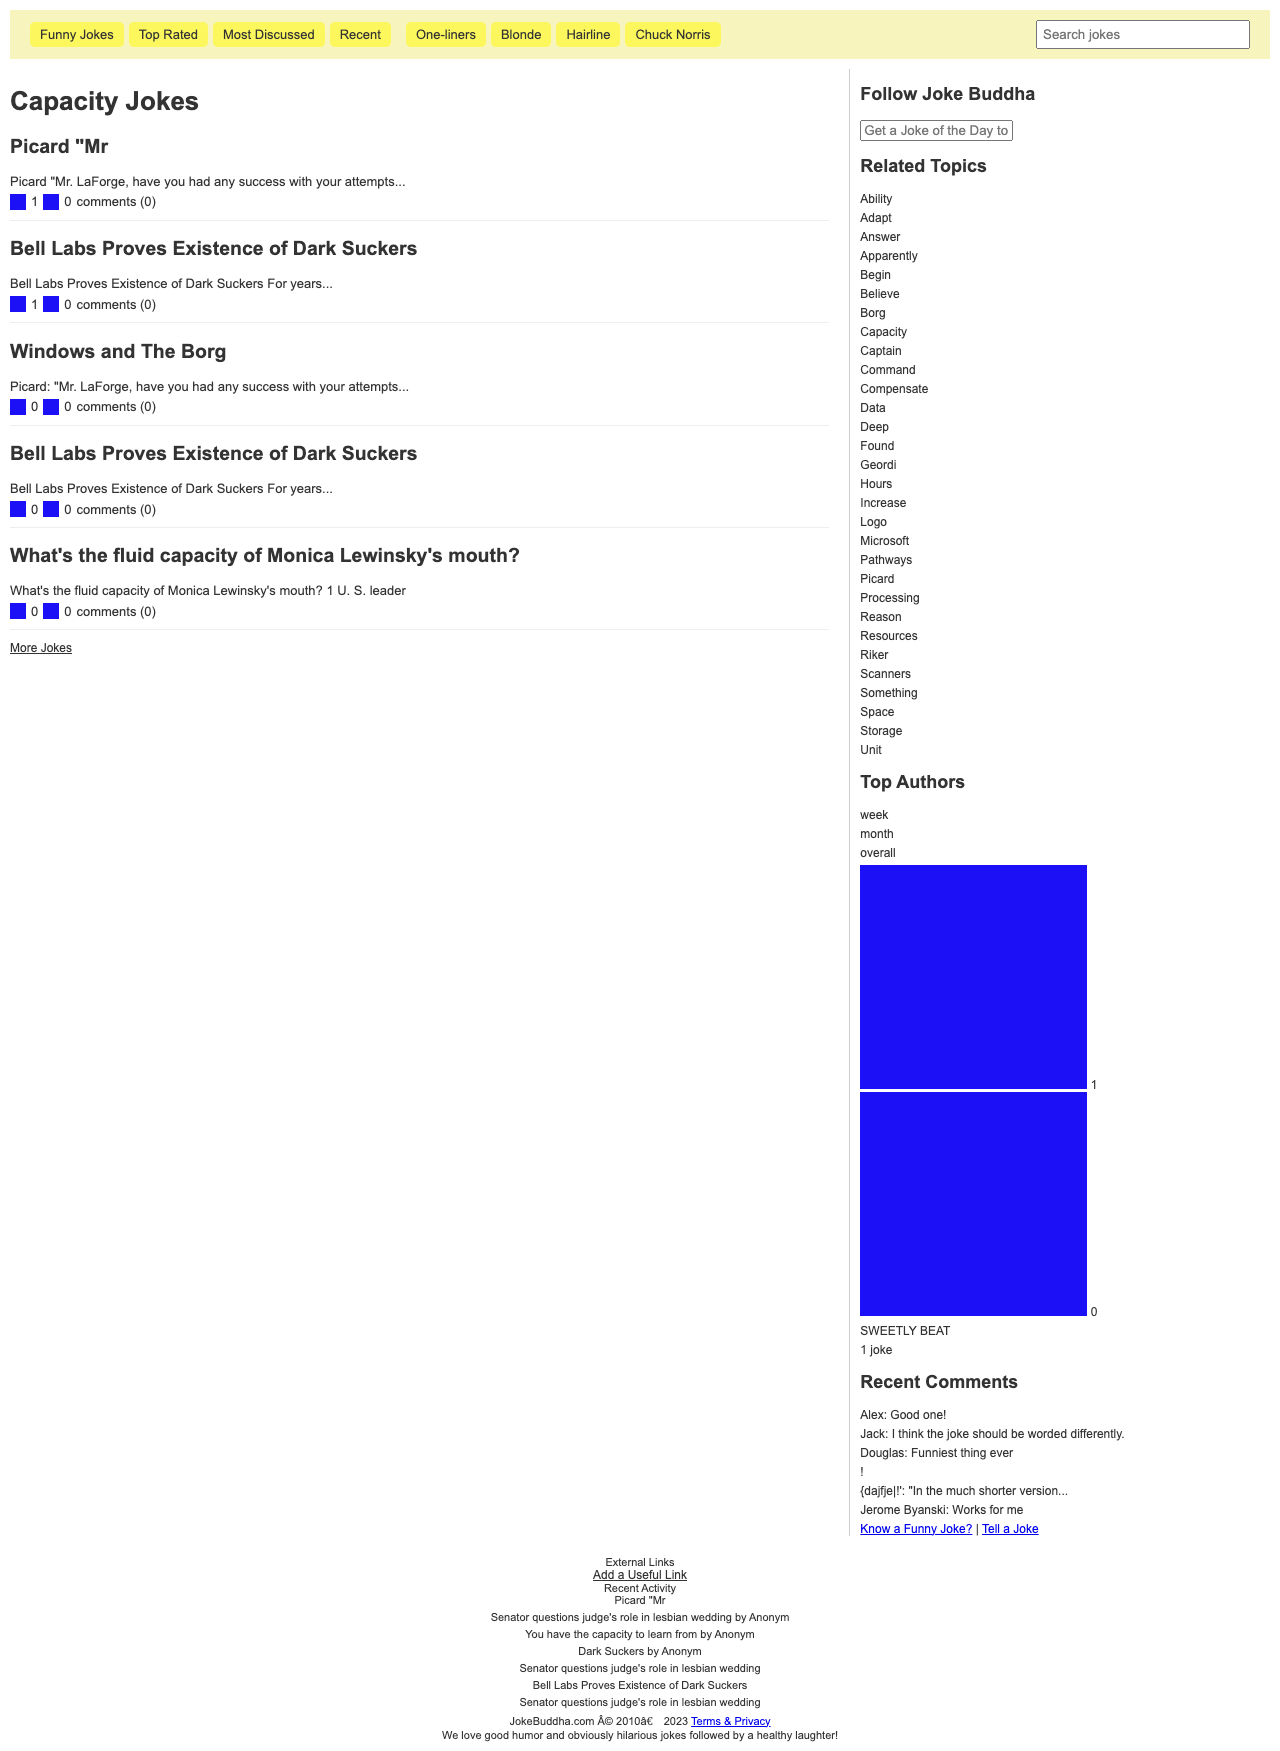 Funny Jokes Top Rated Most Discussed Recent One-liners Blonde Hairline Chuck Norris Search jokes
Capacity Jokes
Picard "Mr
Picard "Mr. LaForge, have you had any success with your attempts...
1 0 comments (0)
Bell Labs Proves Existence of Dark Suckers
Bell Labs Proves Existence of Dark Suckers For years...
1 0 comments (0)
Windows and The Borg
Picard: "Mr. LaForge, have you had any success with your attempts...
0 0 comments (0)
Bell Labs Proves Existence of Dark Suckers
Bell Labs Proves Existence of Dark Suckers For years...
0 0 comments (0)
What's the fluid capacity of Monica Lewinsky's mouth?
What's the fluid capacity of Monica Lewinsky's mouth? 1 U. S. leader
0 0 comments (0)
More Jokes
Follow Joke Buddha
Get a Joke of the Day to
Related Topics
Ability
Adapt
Answer
Apparently
Begin
Believe
Borg
Capacity
Captain
Command
Compensate
Data
Deep
Found
Geordi
Hours
Increase
Logo
Microsoft
Pathways
Picard
Processing
Reason
Resources
Riker
Scanners
Something
Space
Storage
Unit
Top Authors
week
month
overall
1
0
SWEETLY BEAT
1 joke
Recent Comments
Alex: Good one!
Jack: I think the joke should be worded differently.
Douglas: Funniest thing ever
!
{dajfje|!': "In the much shorter version...
Jerome Byanski: Works for me
Know a Funny Joke? | Tell a Joke
External Links
Add a Useful Link
Recent Activity
Picard "Mr
Senator questions judge's role in lesbian wedding by Anonym
You have the capacity to learn from by Anonym
Dark Suckers by Anonym
Senator questions judge's role in lesbian wedding
Bell Labs Proves Existence of Dark Suckers
Senator questions judge's role in lesbian wedding
JokeBuddha.com Â© 2010â€ 2023 Terms & Privacy
We love good humor and obviously hilarious jokes followed by a healthy laughter!